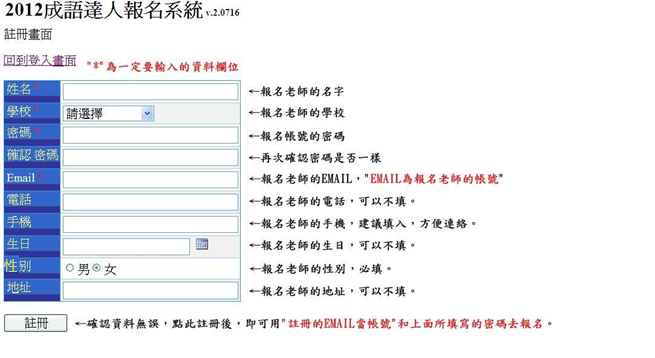 2012成語達人報名系統 v.2.0716
註冊畫面
回到登入畫面 "*"為一定要輸入的資料欄位
姓名 * ←報名老師的名字
學校 * 請選擇 ←報名老師的學校
密碼 * ←報名帳號的密碼
確認 密碼 ←再次確認密碼是否一樣
Email * ←報名老師的EMAIL，"EMAIL為報名老師的帳號"
電話 ←報名老師的電話，可以不填。
手機 ←報名老師的手機，建議填入，方便連絡。
生日 ←報名老師的生日，可以不填。
性別 男 女 ←報名老師的性別，必填。
地址 ←報名老師的地址，可以不填。
註冊 ←確認資料無誤，點此註冊後，即可用"註冊的EMAIL當帳號"和上面所填寫的密碼去報名。